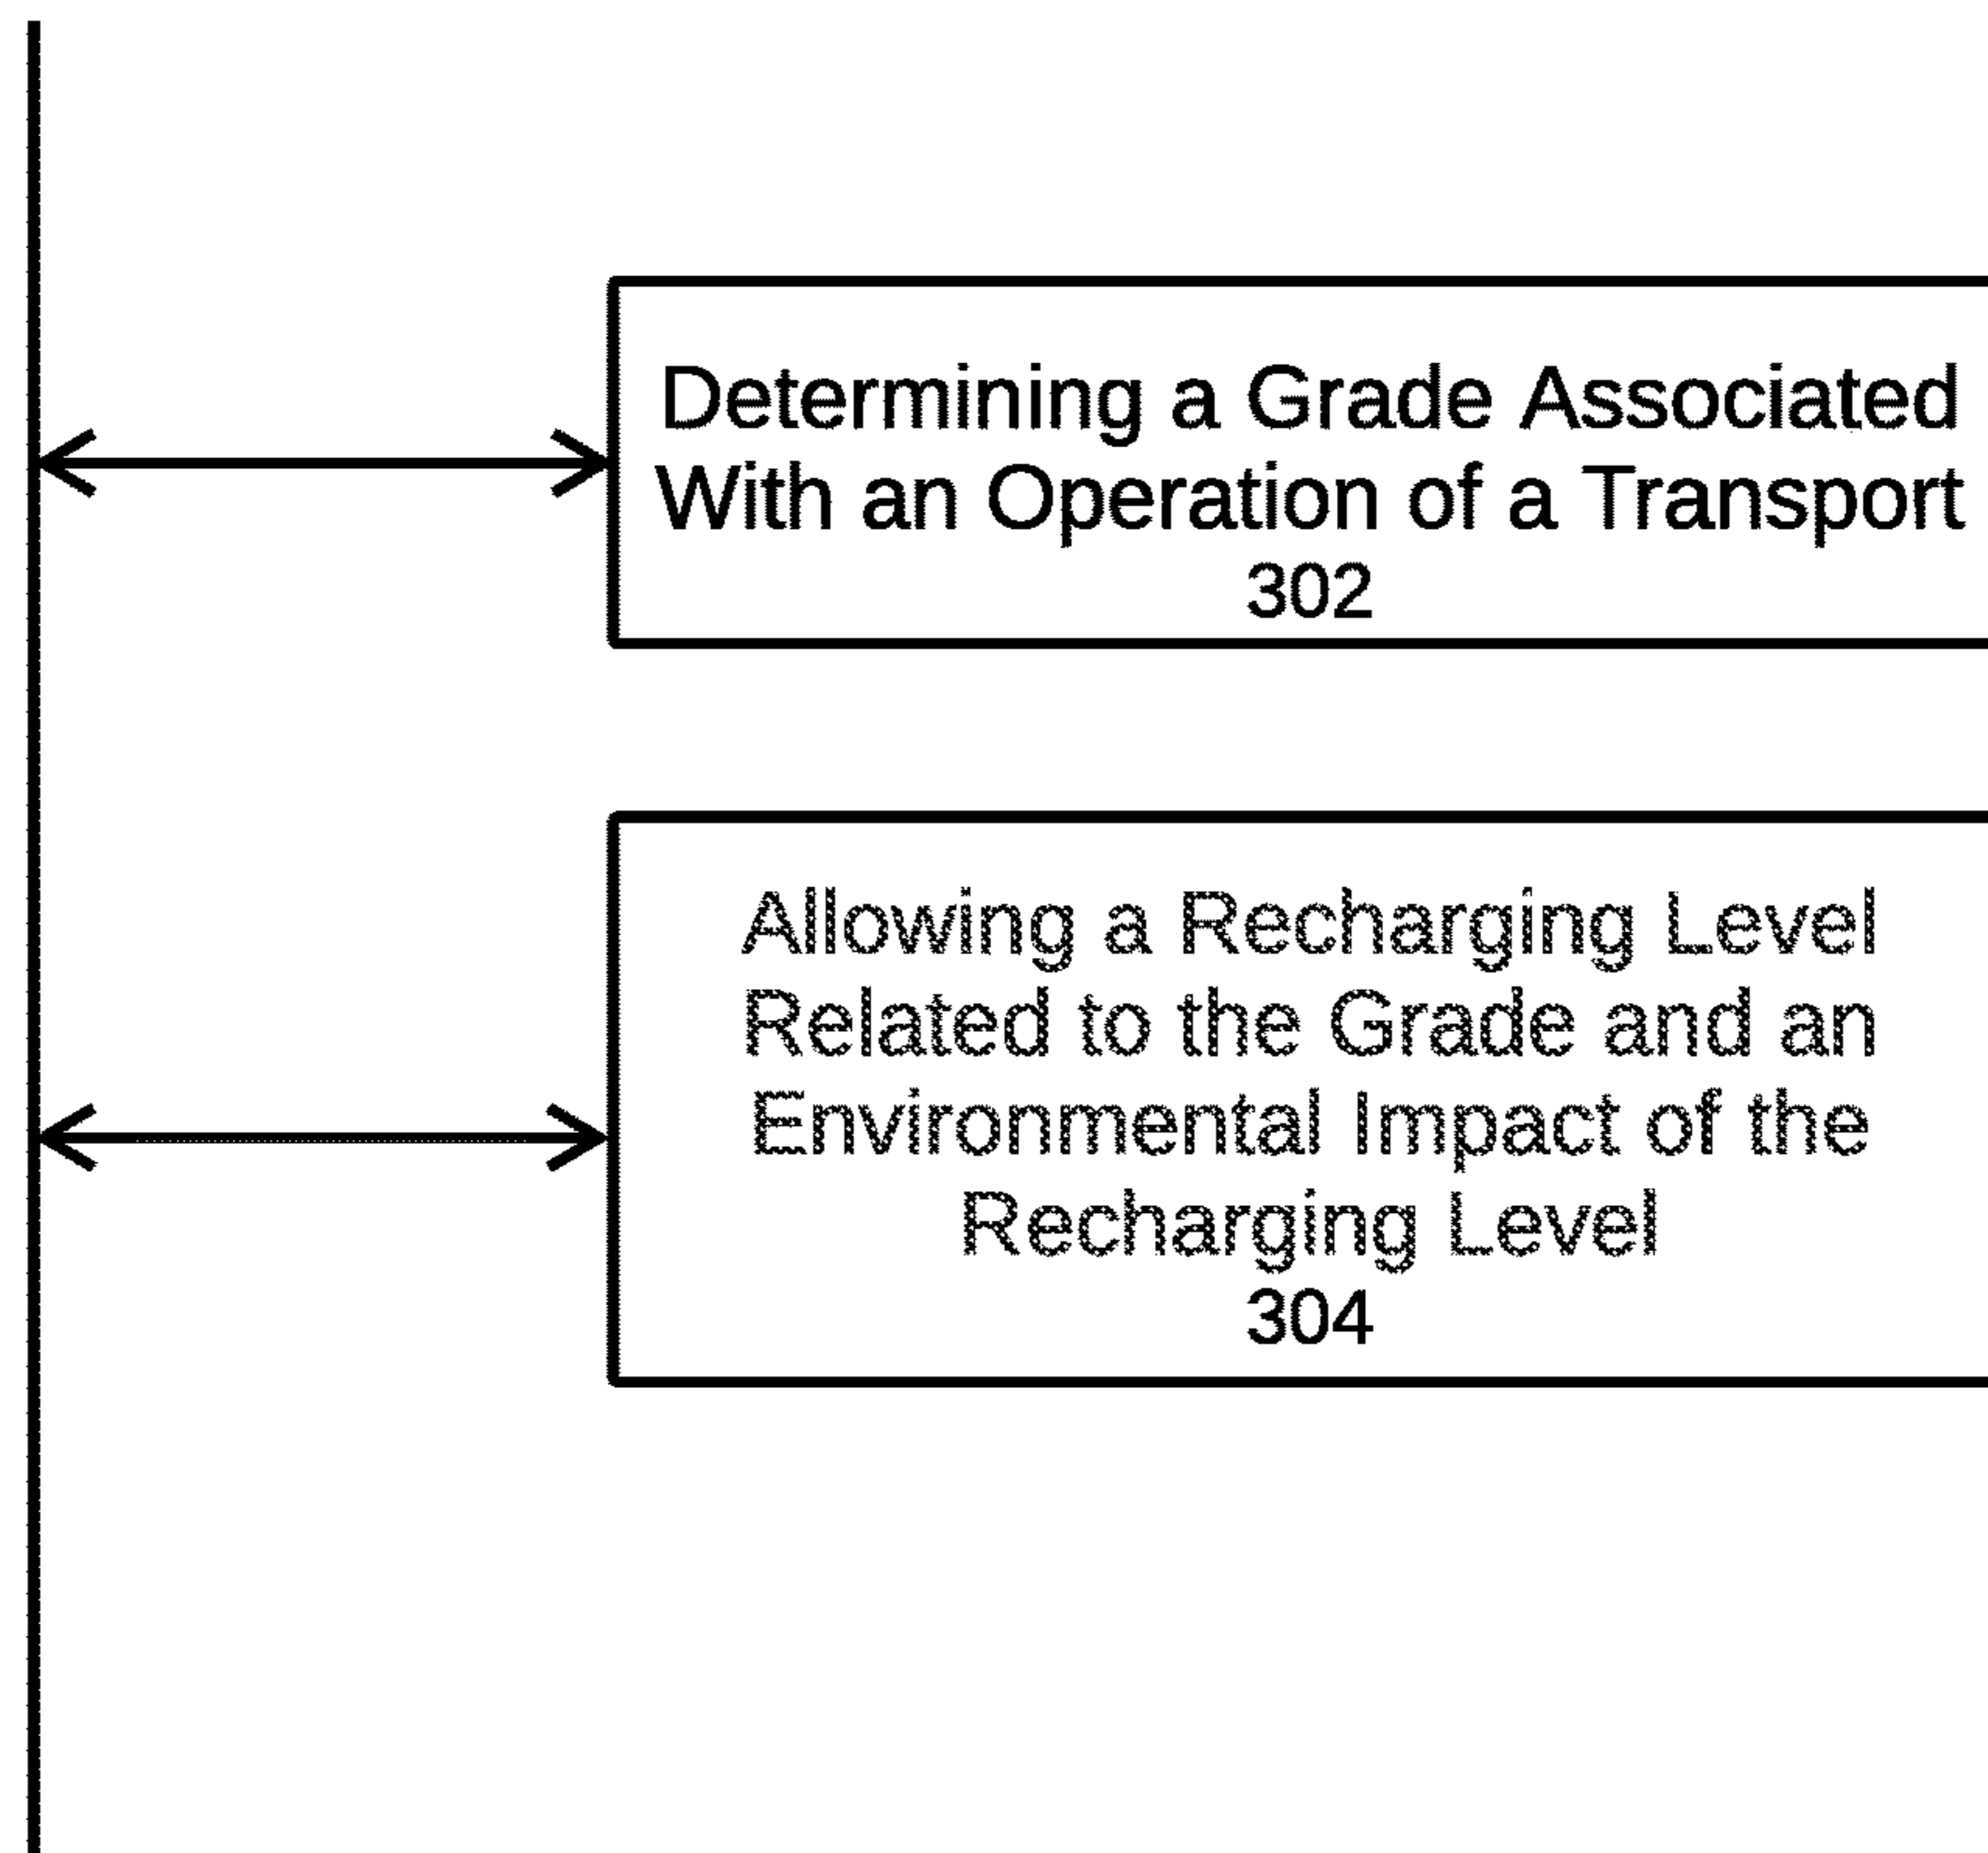 Determining a Grade Associated
With an Operation of a Transport
302
Allowing a Recharging Level
Related to the Grade and an
Environmental Impact of the
Recharging Level
304